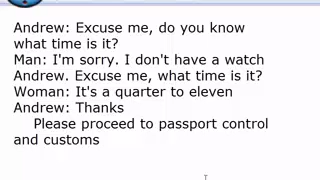 Andrew: Excuse me, do you know
what time is it?
Man: I'm sorry. I don't have a watch
Andrew. Excuse me, what time is it?
Woman: It's a quarter to eleven
Andrew: Thanks
Please proceed to passport control
and customs